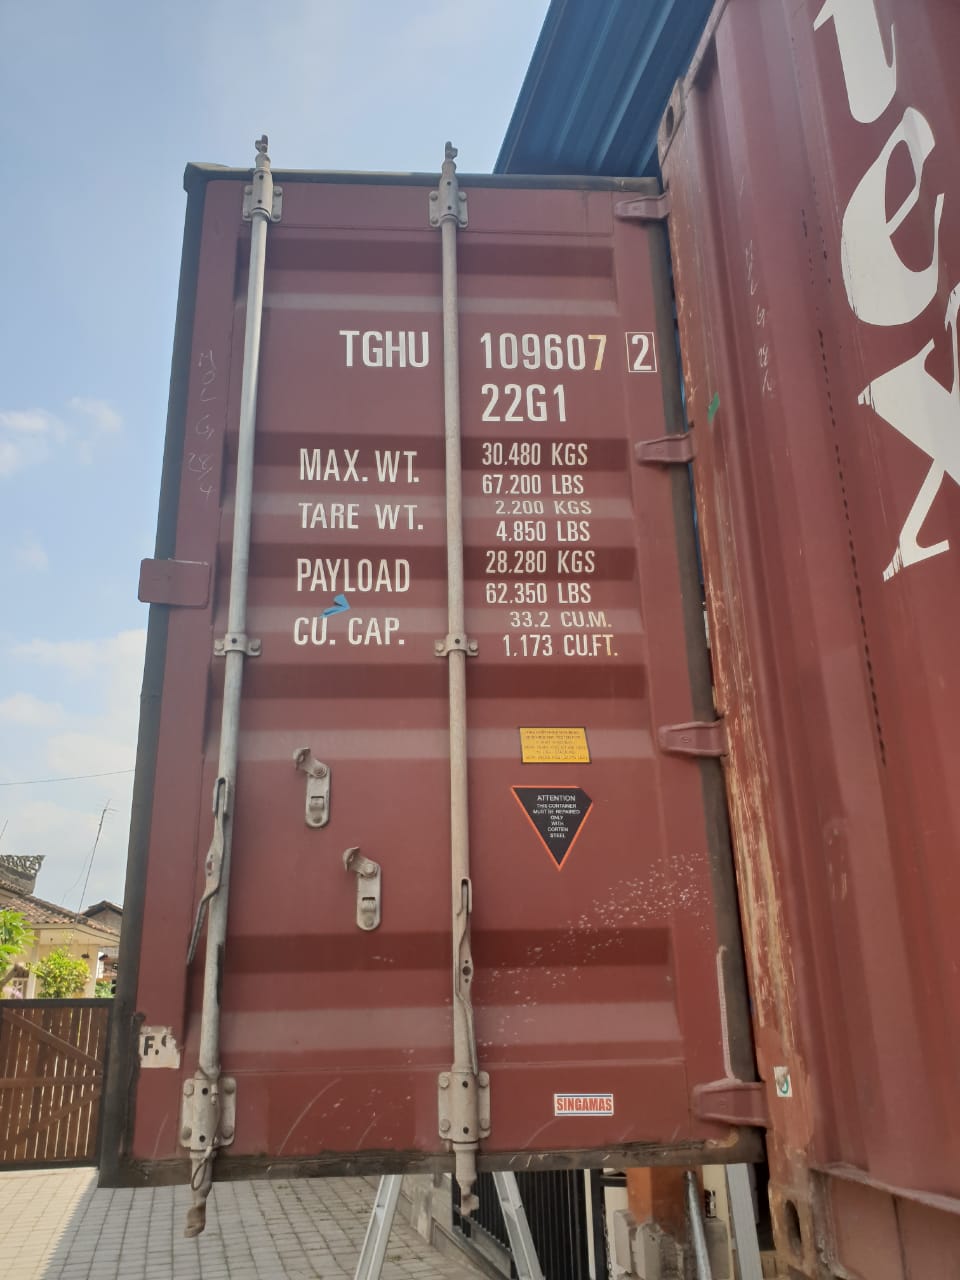 TGHU 109607 2
22G1
MAX. WT. 30.480 KGS
67.200 LBS
TARE WT. 2.200 KGS
4.850 LBS
PAYLOAD 28.280 KGS
62.350 LBS
CU. CAP. 33.2 CU.M.
1.173 CU.FT.
ATTENTION
THIS CONTAINER
MUST BE REPAIRED
ONLY
WITH
CORTEN
STEEL
F.
SINGAMAS
tex